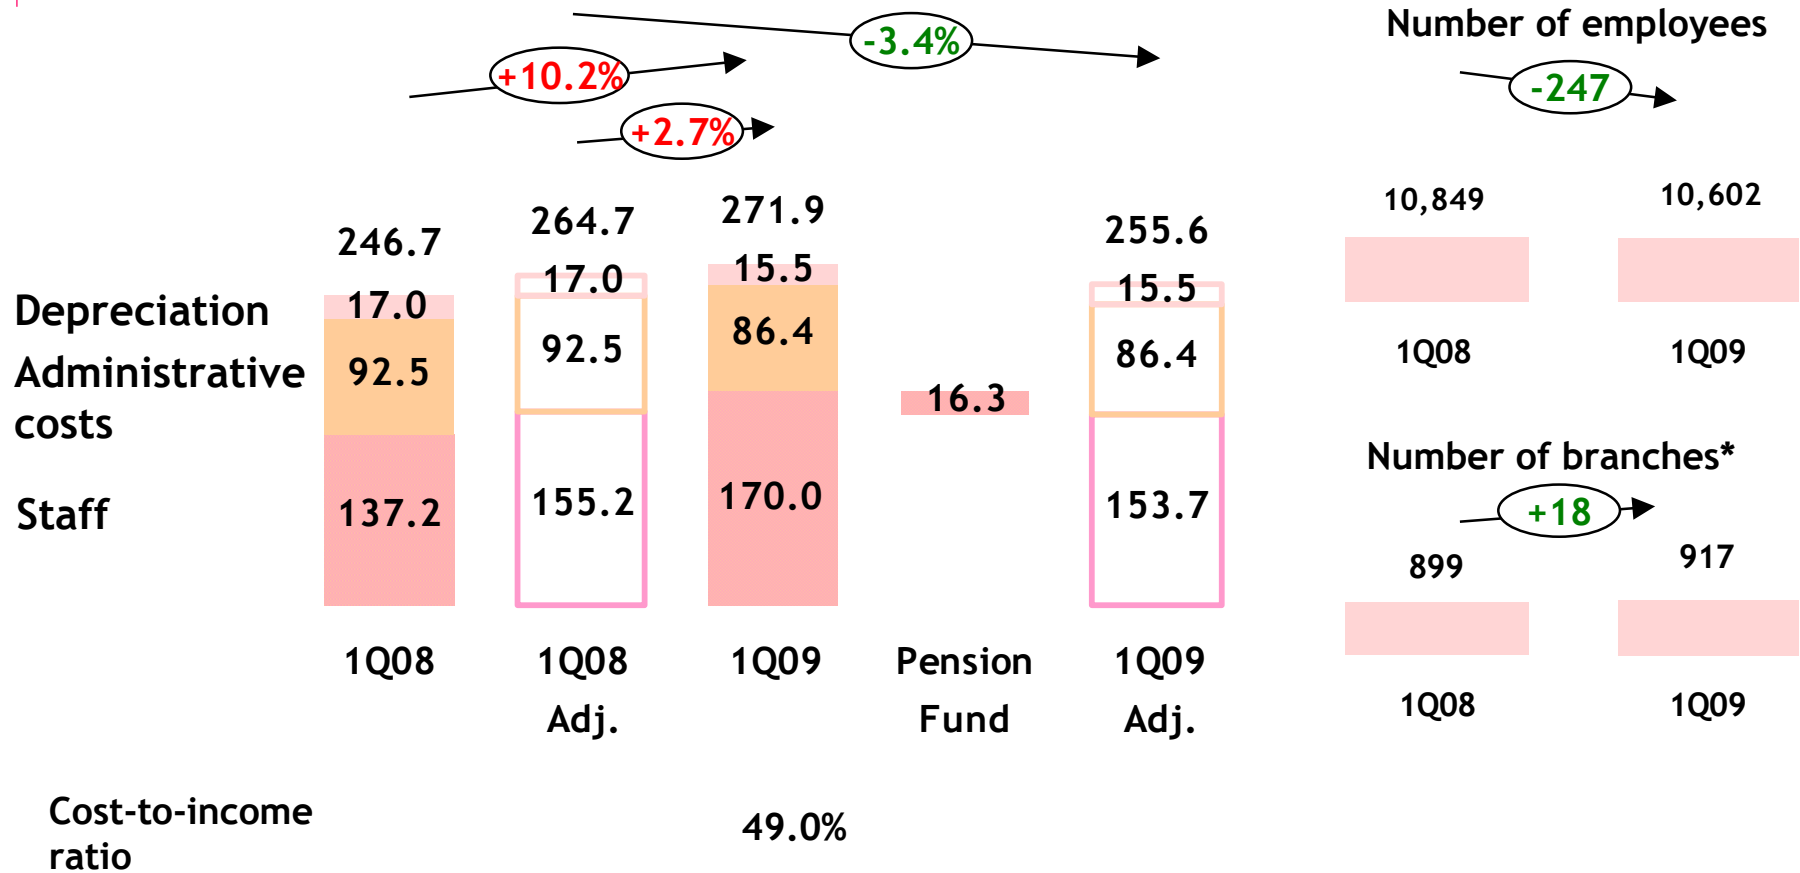 -3.4%
+10.2%
+2.7%
246.7
264.7
271.9
255.6
Depreciation
17.0
17.0
15.5
15.5
Administrative
costs
92.5
92.5
86.4
16.3
86.4
Staff
137.2
155.2
170.0
153.7
1Q08
1Q08
Adj.
1Q09
Pension
Fund
1Q09
Adj.
Cost-to-income
ratio
49.0%
Number of employees
-247
10,849
10,602
1Q08
1Q09
Number of branches*
+18
899
917
1Q08
1Q09